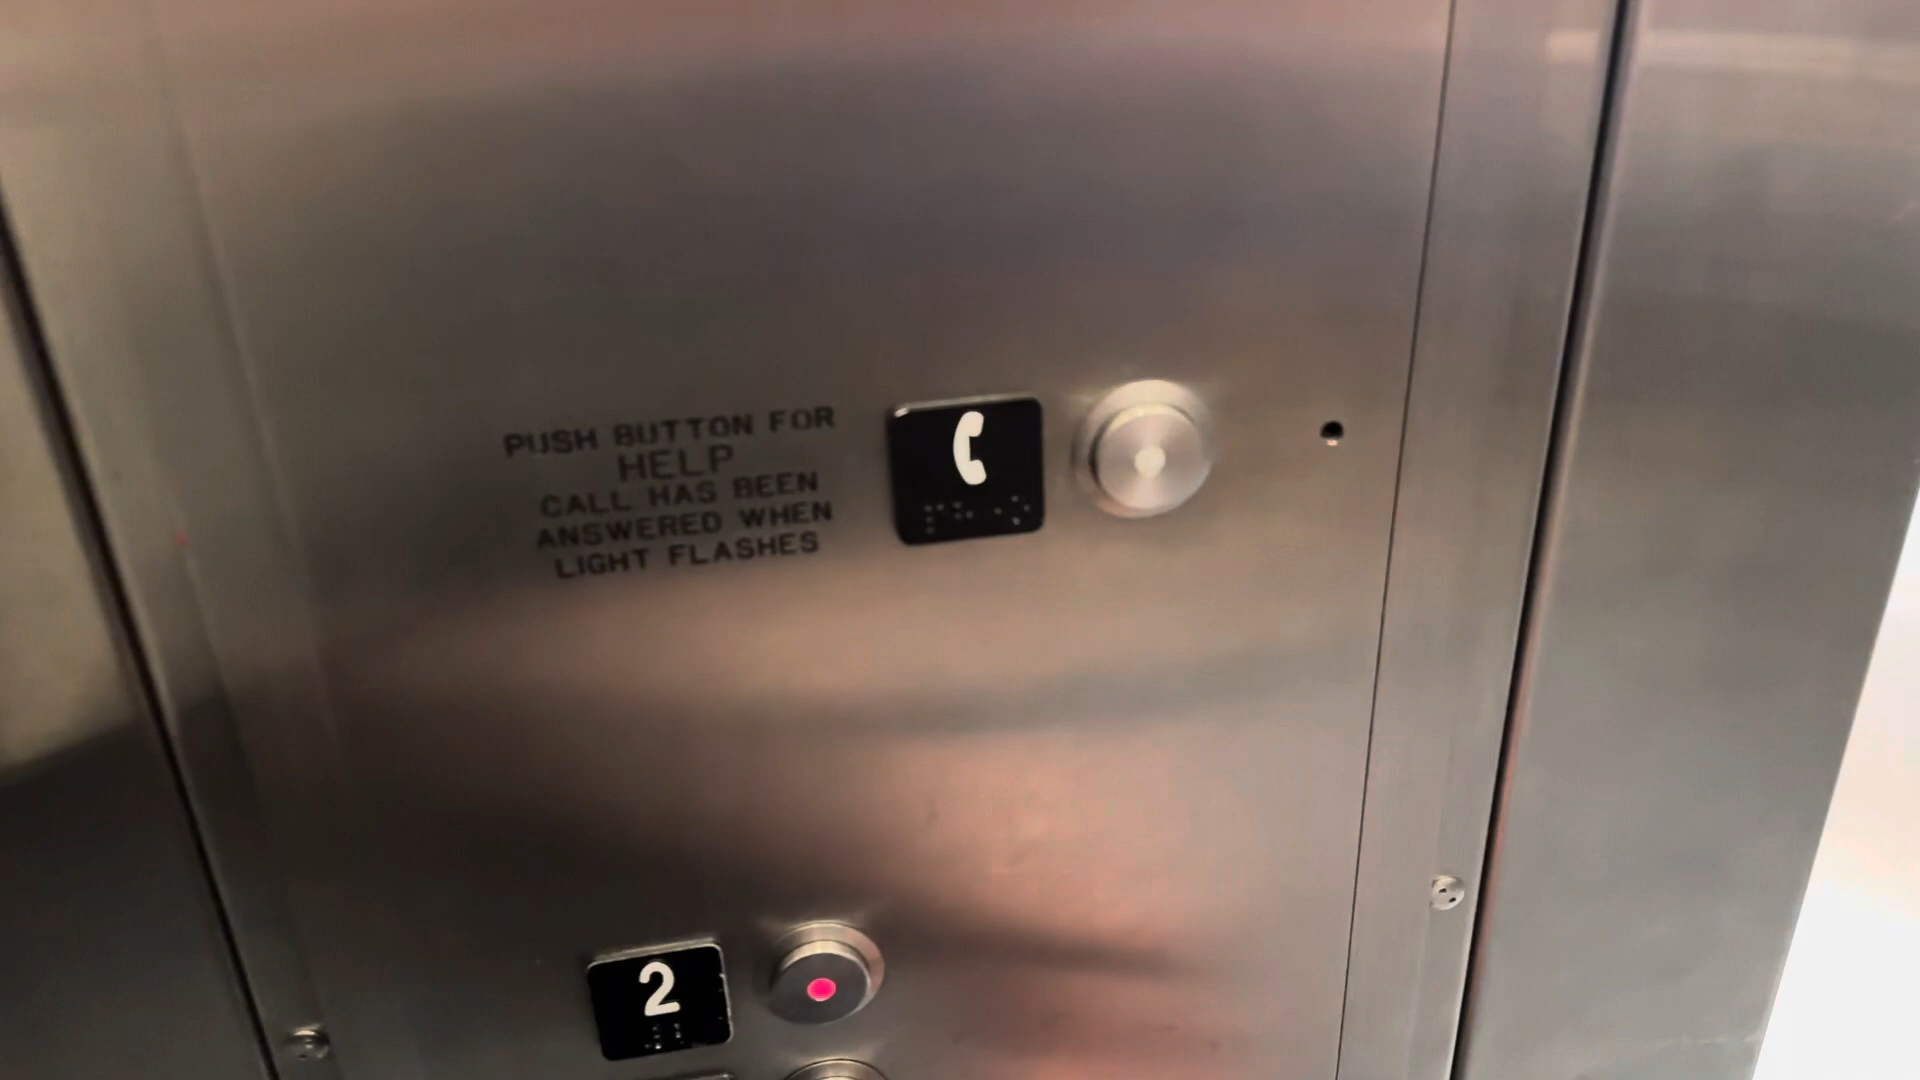 PUSH BUTTON FOR
HELP
CALL HAS BEEN
ANSWERED WHEN
LIGHT FLASHES
2